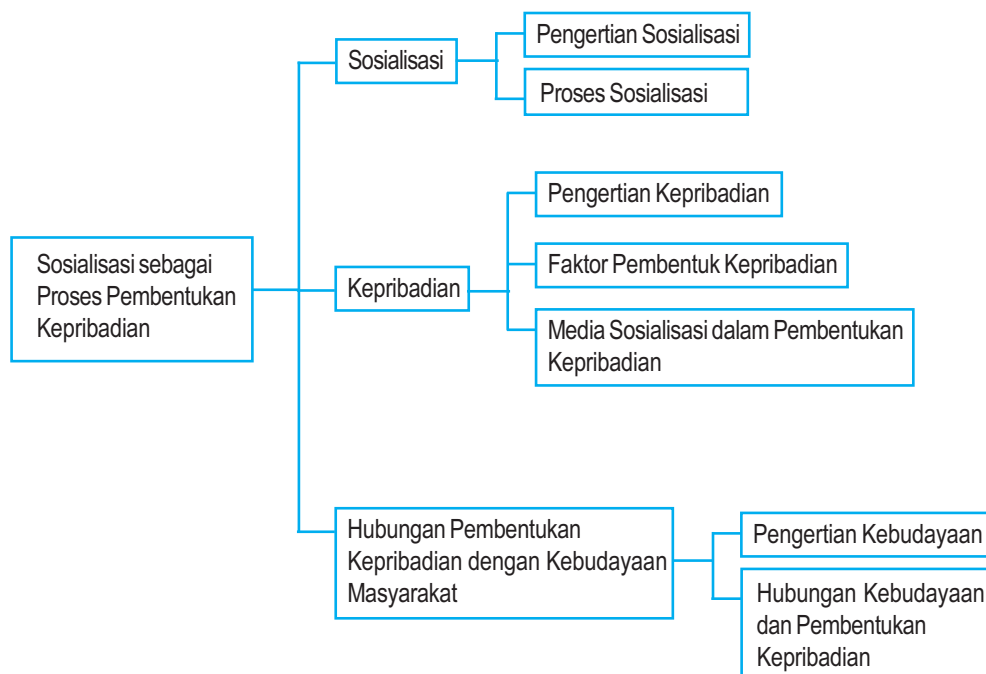 Sosialisasi sebagai
Proses Pembentukan
Kepribadian
Sosialisasi
Pengertian Sosialisasi
Proses Sosialisasi
Kepribadian
Pengertian Kepribadian
Faktor Pembentuk Kepribadian
Media Sosialisasi dalam Pembentukan
Kepribadian
Hubungan Pembentukan
Kepribadian dengan Kebudayaan
Masyarakat
Pengertian Kebudayaan
Hubungan Kebudayaan
dan Pembentukan
Kepribadian